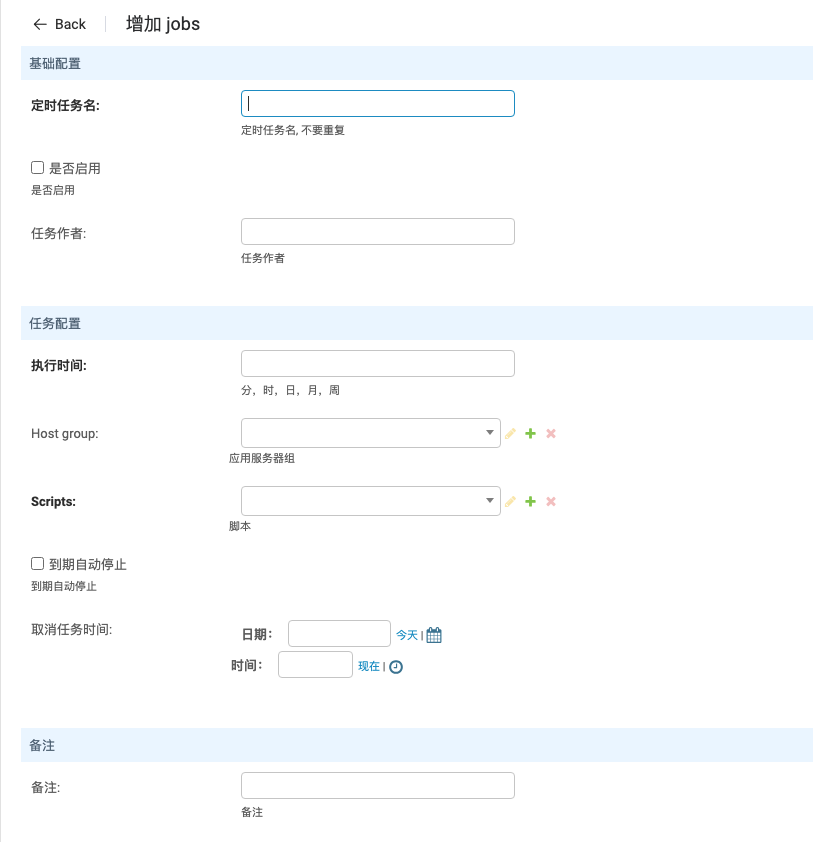 Back 增加 jobs
基础配置
定时任务名:
定时任务名, 不要重复
是否启用
是否启用
任务作者:
任务作者
任务配置
执行时间:
分，时，日，月，周
Host group:
应用服务器组
Scripts:
脚本
到期自动停止
到期自动停止
取消任务时间:
日期： 今天 |
时间： 现在 |
备注
备注:
备注